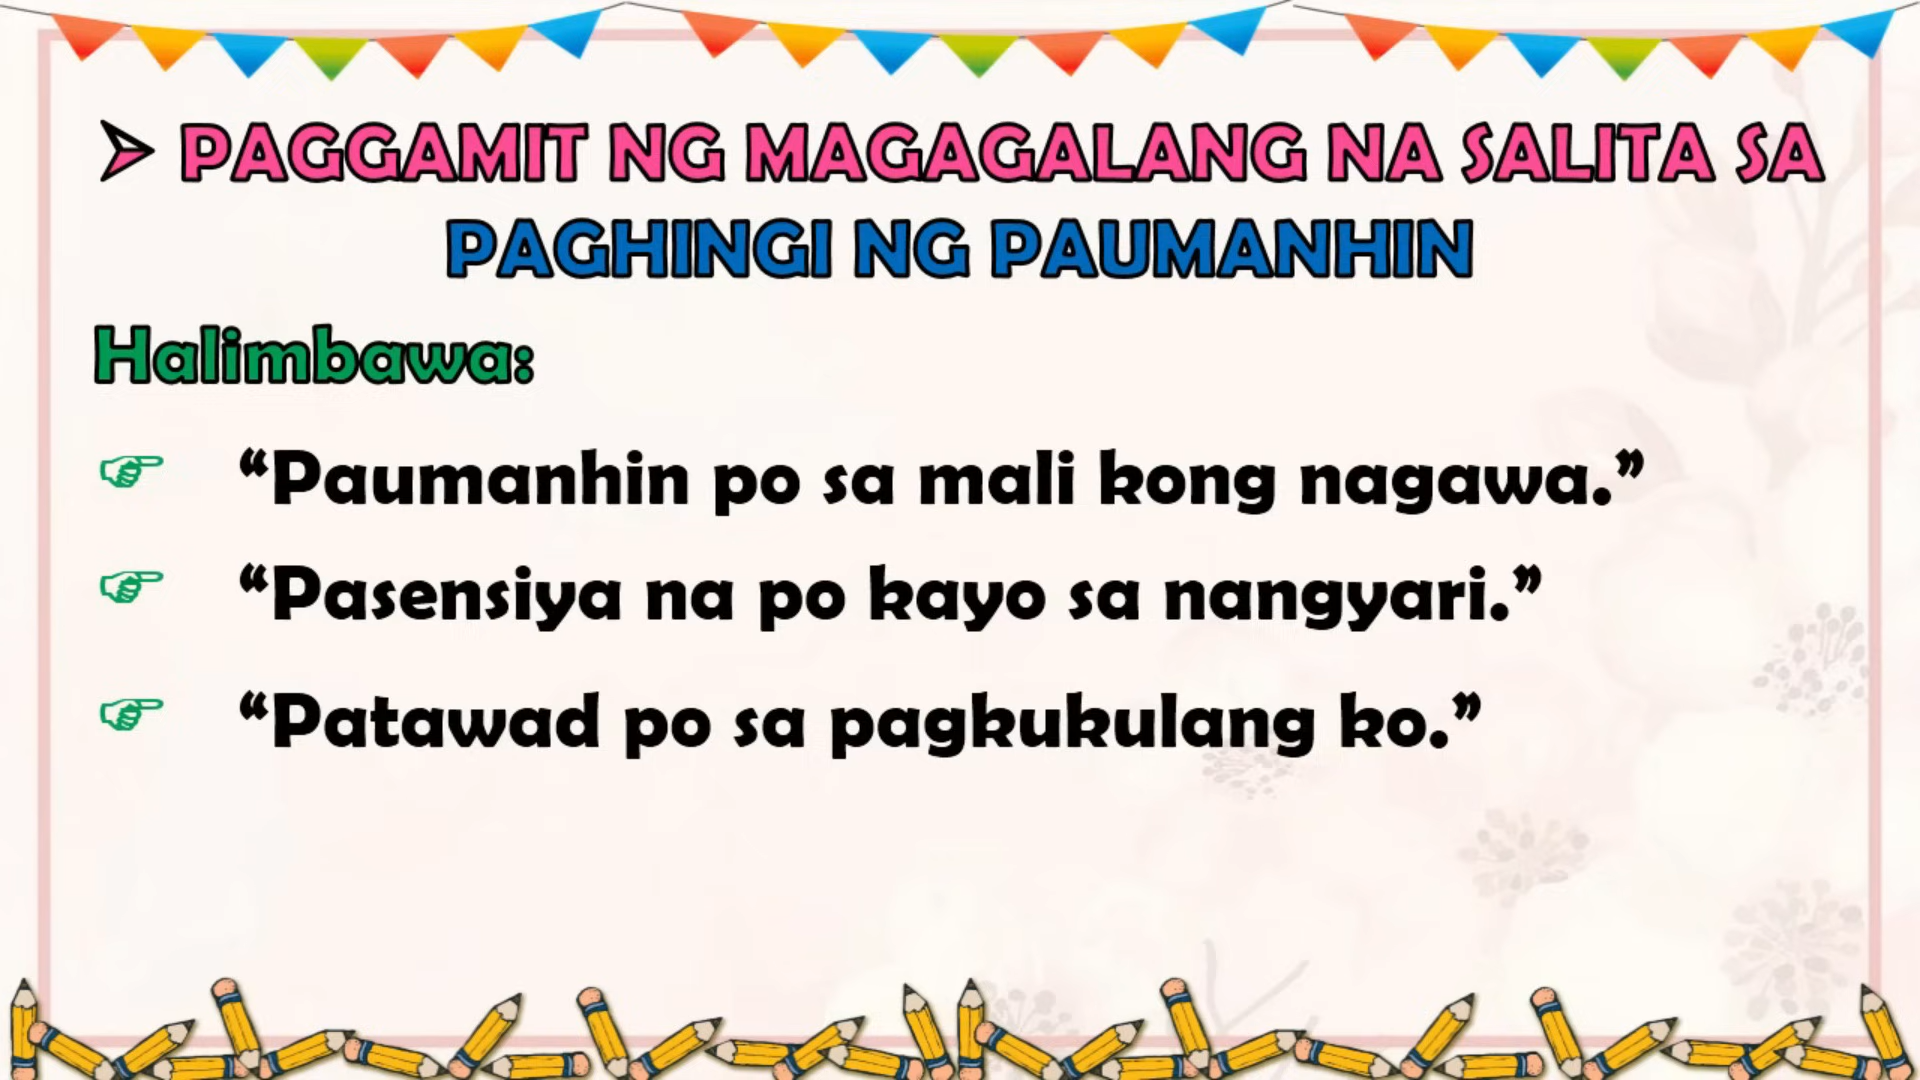 PAGGAMIT NG MAGAGALANG NA SALITA SA
PAGHINGI NG PAUMANHIN
Halimbawa:
“Paumanhin po sa mali kong nagawa.”
“Pasensiya na po kayo sa nangyari.”
“Patawad po sa pagkukulang ko.”